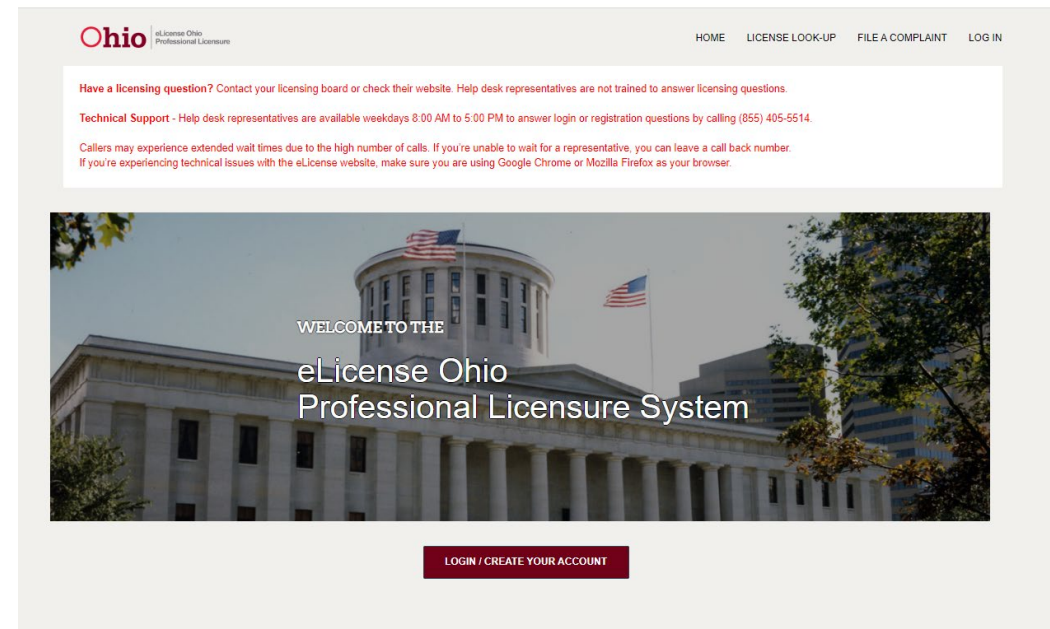 Ohio
eLicense Ohio
Professional Licensure
HOME LICENSE LOOK-UP FILE A COMPLAINT LOG IN
Have a licensing question? Contact your licensing board or check their website. Help desk representatives are not trained to answer licensing questions.
Technical Support - Help desk representatives are available weekdays 8:00 AM to 5:00 PM to answer login or registration questions by calling (855) 405-5514.
Callers may experience extended wait times due to the high number of calls. If you're unable to wait for a representative, you can leave a call back number.
If you're experiencing technical issues with the eLicense website, make sure you are using Google Chrome or Mozilla Firefox as your browser.
WELCOME TO THE
eLicense Ohio
Professional Licensure System
LOGIN / CREATE YOUR ACCOUNT